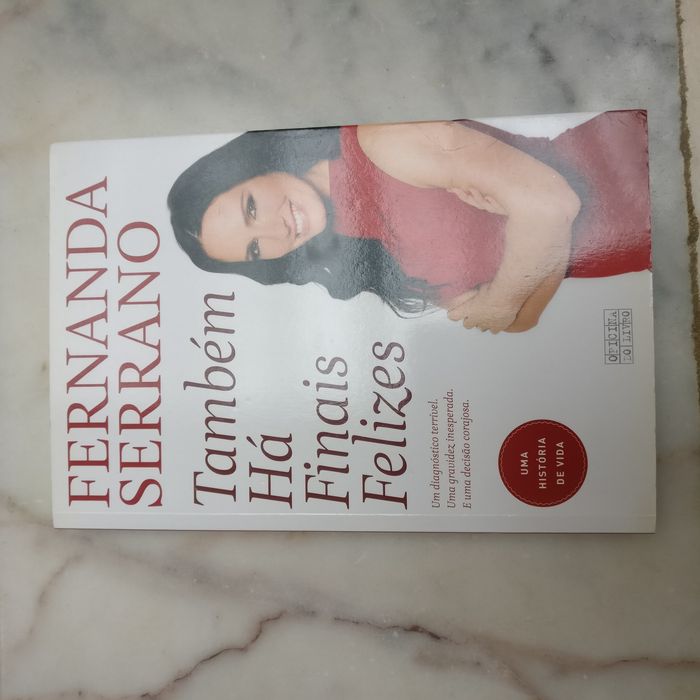 FERNANDA
SERRANO
Também
Há
Finais
Felizes
Um diagnóstico terrível.
Uma gravidez inesperada.
E uma decisão corajosa.
UMA
HISTÓRIA
DE VIDA
OFICINA
DO LIVRO